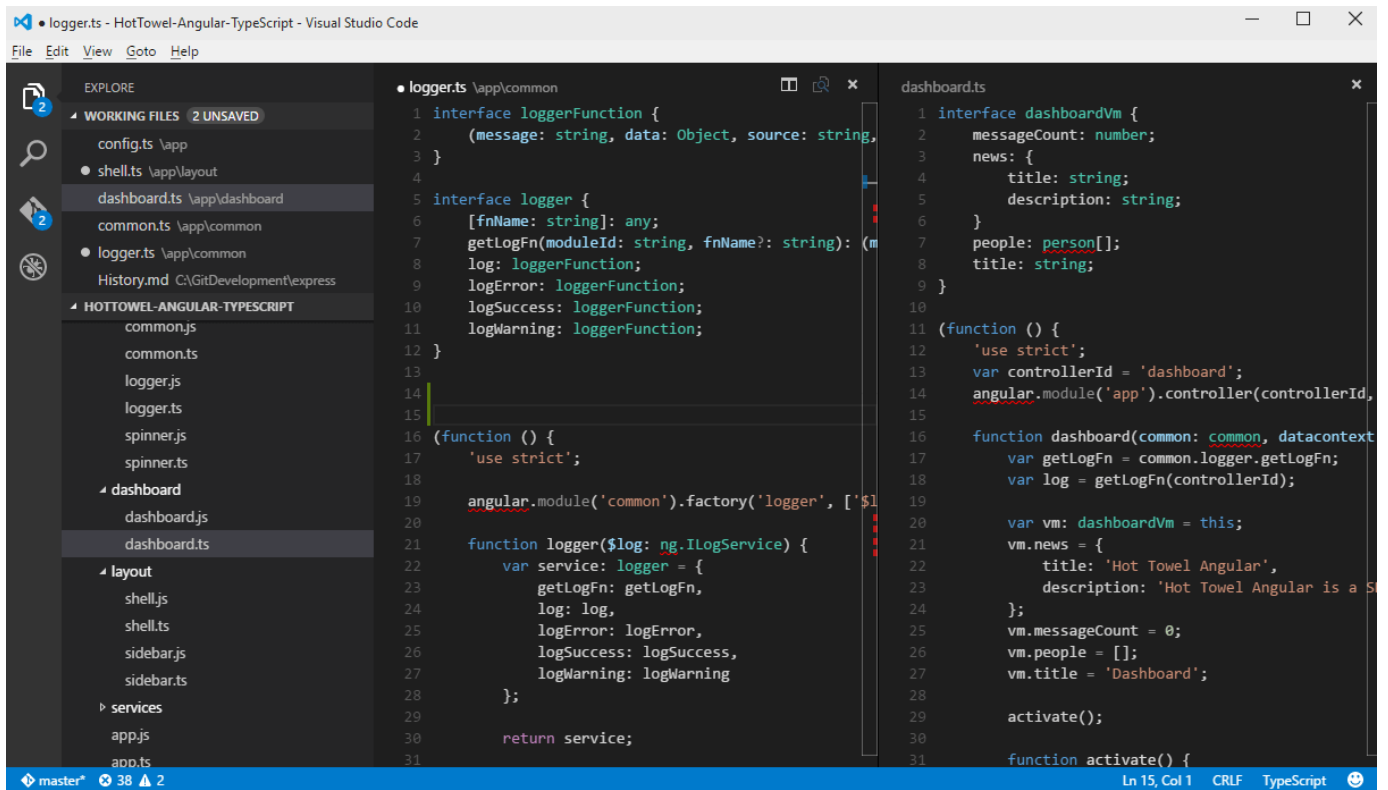 ● logger.ts - HotTowel-Angular-TypeScript - Visual Studio Code
File Edit View Goto Help
EXPLORE
WORKING FILES 2 UNSAVED
config.ts \app
● shell.ts \app\layout
dashboard.ts \app\dashboard
common.ts \app\common
● logger.ts \app\common
History.md C:\GitDevelopment\express
HOTTOWEL-ANGULAR-TYPESCRIPT
common.js
common.ts
logger.js
logger.ts
spinner.js
spinner.ts
dashboard
dashboard.js
dashboard.ts
layout
shell.js
shell.ts
sidebar.js
sidebar.ts
services
app.js
app.ts
2
2
● logger.ts \app\common
1 interface loggerFunction {
2     (message: string, data: Object, source: string,
3 }
4
5 interface logger {
6     [fnName: string]: any;
7     getLogFn(moduleId: string, fnName?: string): (m
8     log: loggerFunction;
9     logError: loggerFunction;
10     logSuccess: loggerFunction;
11     logWarning: loggerFunction;
12 }
13
14
15
16 (function () {
17     'use strict';
18
19     angular.module('common').factory('logger', ['$l
20
21     function logger($log: ng.ILogService) {
22         var service: logger = {
23             getLogFn: getLogFn,
24             log: log,
25             logError: logError,
26             logSuccess: logSuccess,
27             logWarning: logWarning
28         };
29
30         return service;
31
dashboard.ts
1 interface dashboardVm {
2     messageCount: number;
3     news: {
4         title: string;
5         description: string;
6     }
7     people: person[];
8     title: string;
9 }
10
11 (function () {
12     'use strict';
13     var controllerId = 'dashboard';
14     angular.module('app').controller(controllerId,
15
16     function dashboard(common: common, datacontext
17         var getLogFn = common.logger.getLogFn;
18         var log = getLogFn(controllerId);
19
20         var vm: dashboardVm = this;
21         vm.news = {
22             title: 'Hot Towel Angular',
23             description: 'Hot Towel Angular is a S
24         };
25         vm.messageCount = 0;
26         vm.people = [];
27         vm.title = 'Dashboard';
28
29         activate();
30
31         function activate() {
master* 38 2
Ln 15, Col 1 CRLF TypeScript